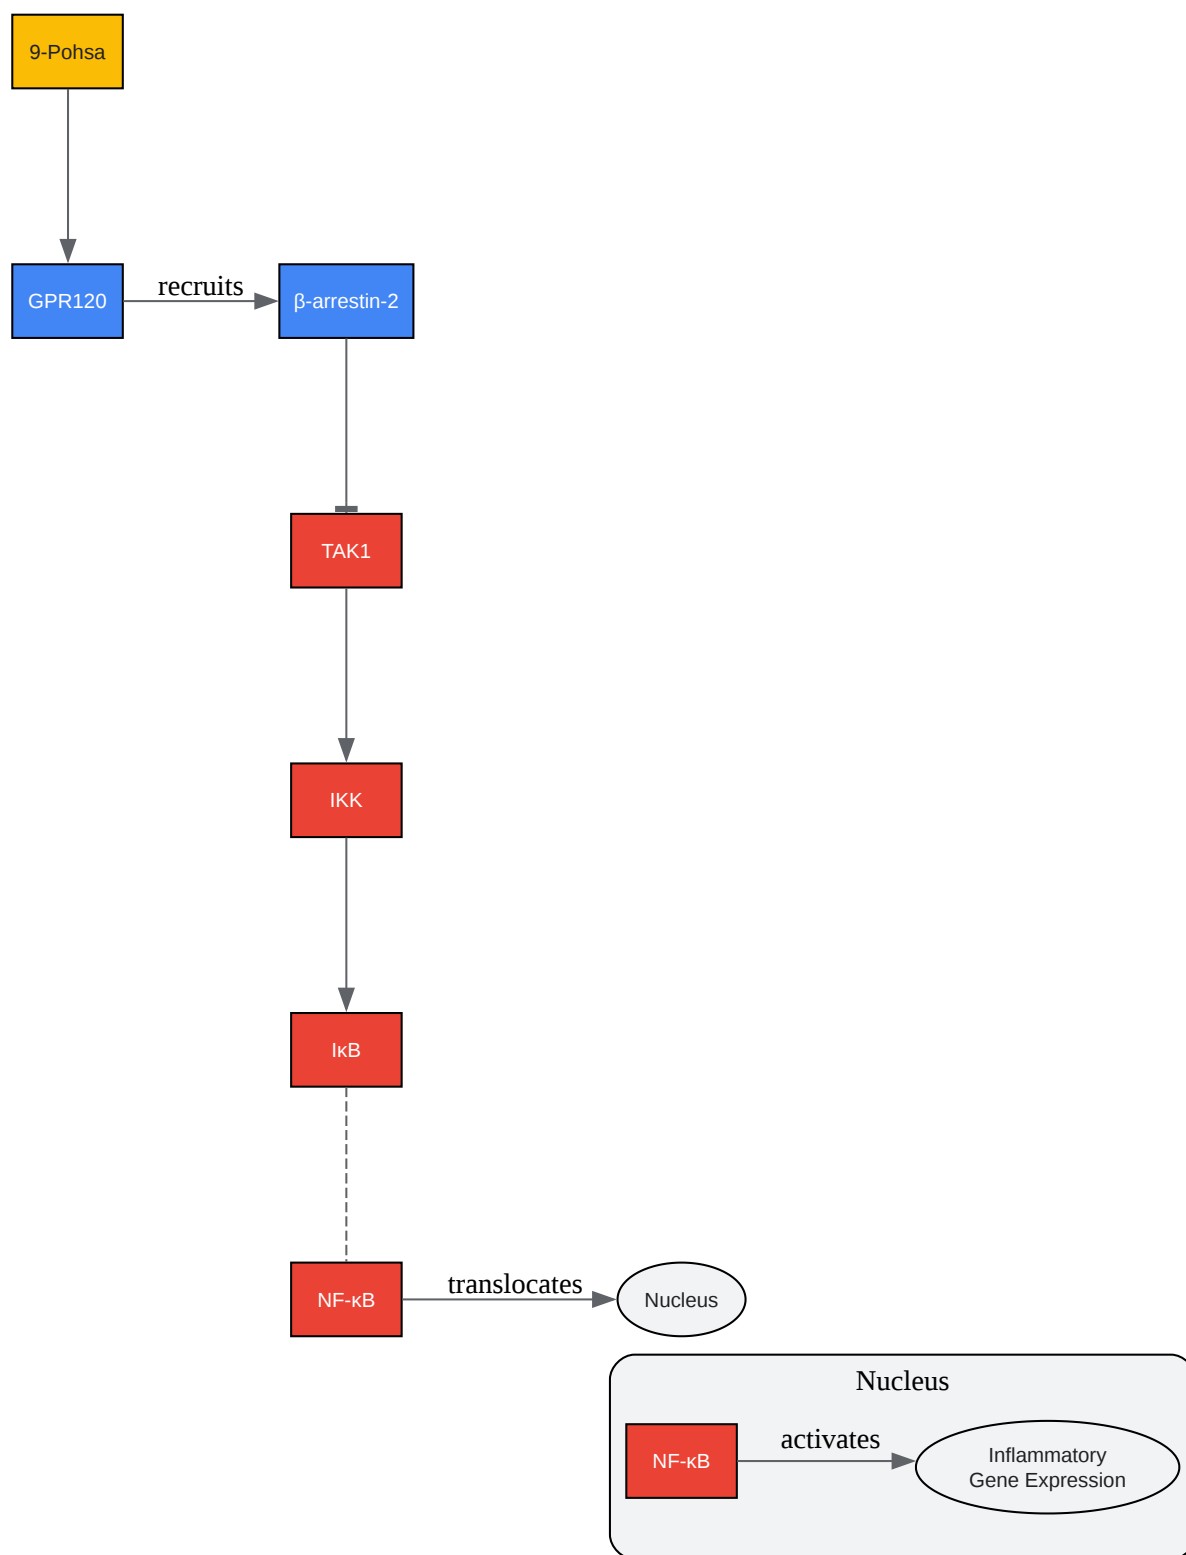 9-Pohsa
GPR120
recruits
β-arrestin-2
TAK1
IKK
IκB
NF-κB
translocates
Nucleus
Nucleus
NF-κB
activates
Inflammatory
Gene Expression